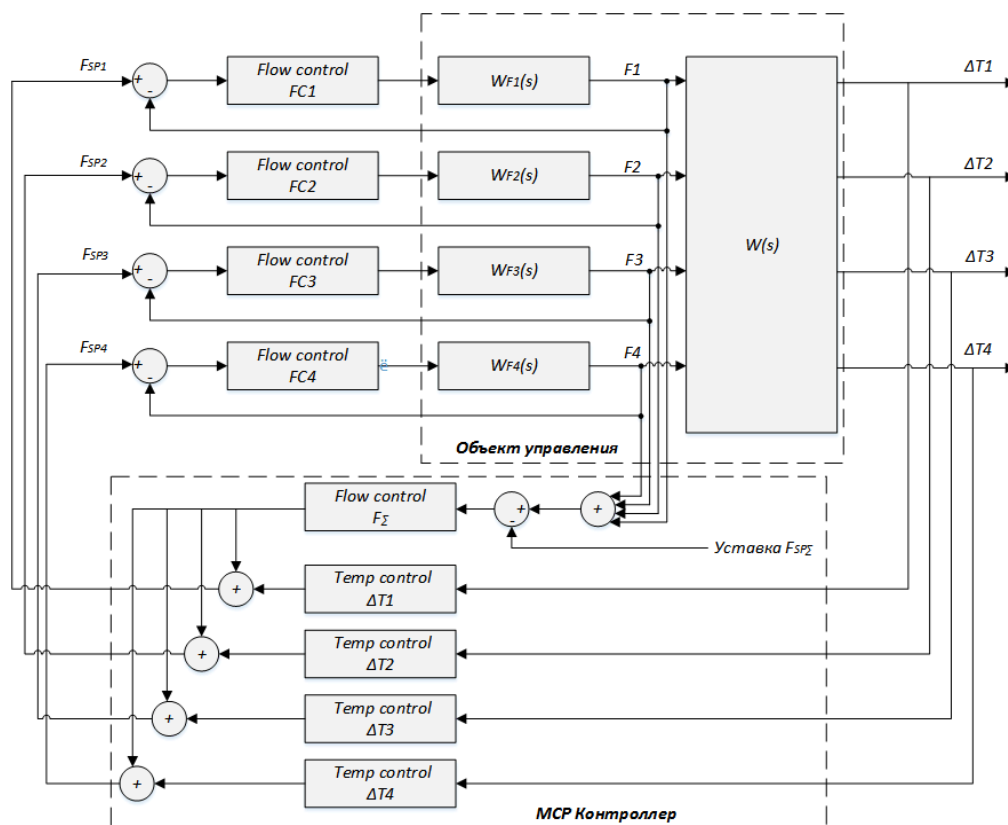 FSP1
+
-
Flow control
FC1
WF1(s)
F1
ΔT1
FSP2
+
-
Flow control
FC2
WF2(s)
F2
ΔT2
W(s)
FSP3
+
-
Flow control
FC3
WF3(s)
F3
ΔT3
FSP4
+
-
Flow control
FC4
WF4(s)
F4
ΔT4
Объект управления
Flow control
FΣ
+
-
+
Уставка FSPΣ
+
Temp control
ΔT1
+
Temp control
ΔT2
+
Temp control
ΔT3
+
Temp control
ΔT4
МСР Контроллер